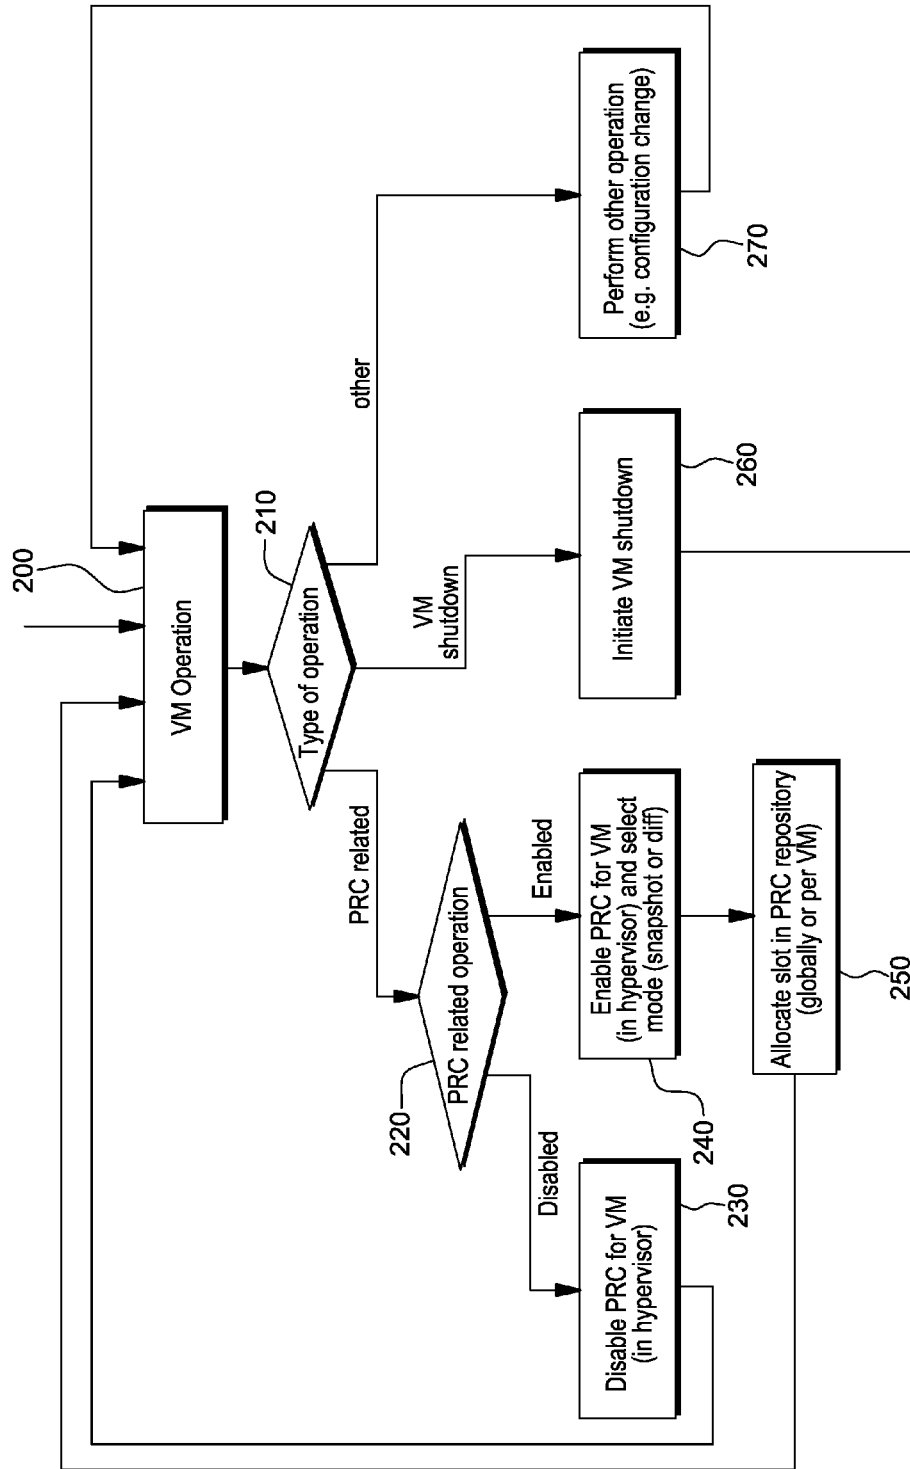 200
VM Operation
210
Type of operation
PRC related
VM
shutdown
other
220
PRC related operation
Disabled
Enabled
Disable PRC for VM
(in hypervisor)
230
Enable PRC for VM
(in hypervisor) and select
mode (snapshot or diff)
240
Initiate VM shutdown
260
Perform other operation
(e.g. configuration change)
270
Allocate slot in PRC repository
(globally or per VM)
250